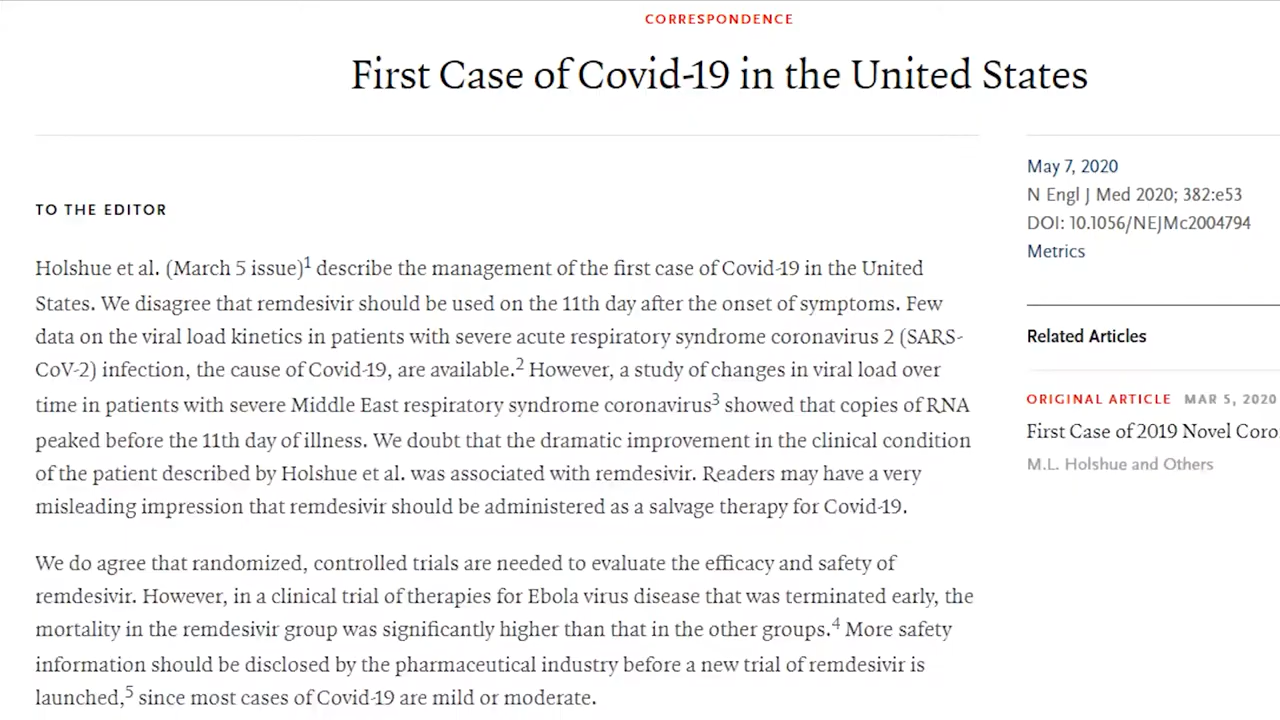 CORRESPONDENCE
First Case of Covid-19 in the United States
TO THE EDITOR
Holshue et al. (March 5 issue)1 describe the management of the first case of Covid-19 in the United
States. We disagree that remdesivir should be used on the 11th day after the onset of symptoms. Few
data on the viral load kinetics in patients with severe acute respiratory syndrome coronavirus 2 (SARS-
CoV-2) infection, the cause of Covid-19, are available.2 However, a study of changes in viral load over
time in patients with severe Middle East respiratory syndrome coronavirus3 showed that copies of RNA
peaked before the 11th day of illness. We doubt that the dramatic improvement in the clinical condition
of the patient described by Holshue et al. was associated with remdesivir. Readers may have a very
misleading impression that remdesivir should be administered as a salvage therapy for Covid-19.
We do agree that randomized, controlled trials are needed to evaluate the efficacy and safety of
remdesivir. However, in a clinical trial of therapies for Ebola virus disease that was terminated early, the
mortality in the remdesivir group was significantly higher than that in the other groups.4 More safety
information should be disclosed by the pharmaceutical industry before a new trial of remdesivir is
launched,5 since most cases of Covid-19 are mild or moderate.
May 7, 2020
N Engl J Med 2020; 382:e53
DOI: 10.1056/NEJMc2004794
Metrics
Related Articles
ORIGINAL ARTICLE MAR 5, 2020
First Case of 2019 Novel Coro
M.L. Holshue and Others